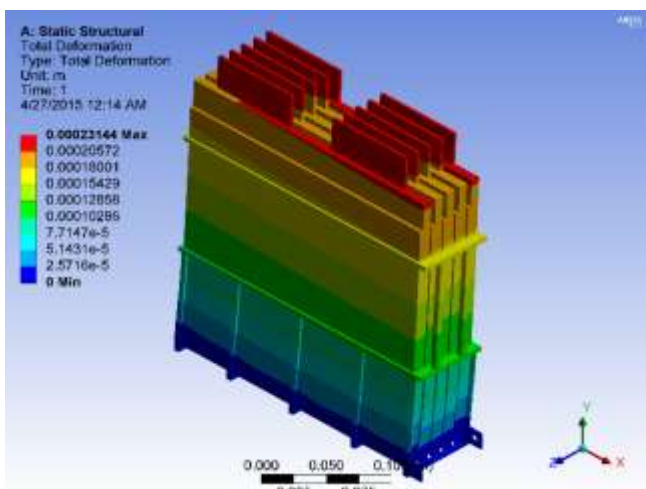 A: Static Structural
Total Deformation
Type: Total Deformation
Unit: m
Time: 1
4/27/2015 12:14 AM
0.00023144 Max
0.00020572
0.00018001
0.00015429
0.00012858
0.00010286
7.7147e-5
5.1431e-5
2.5716e-5
0 Min
0.000 0.050
Y
Z X